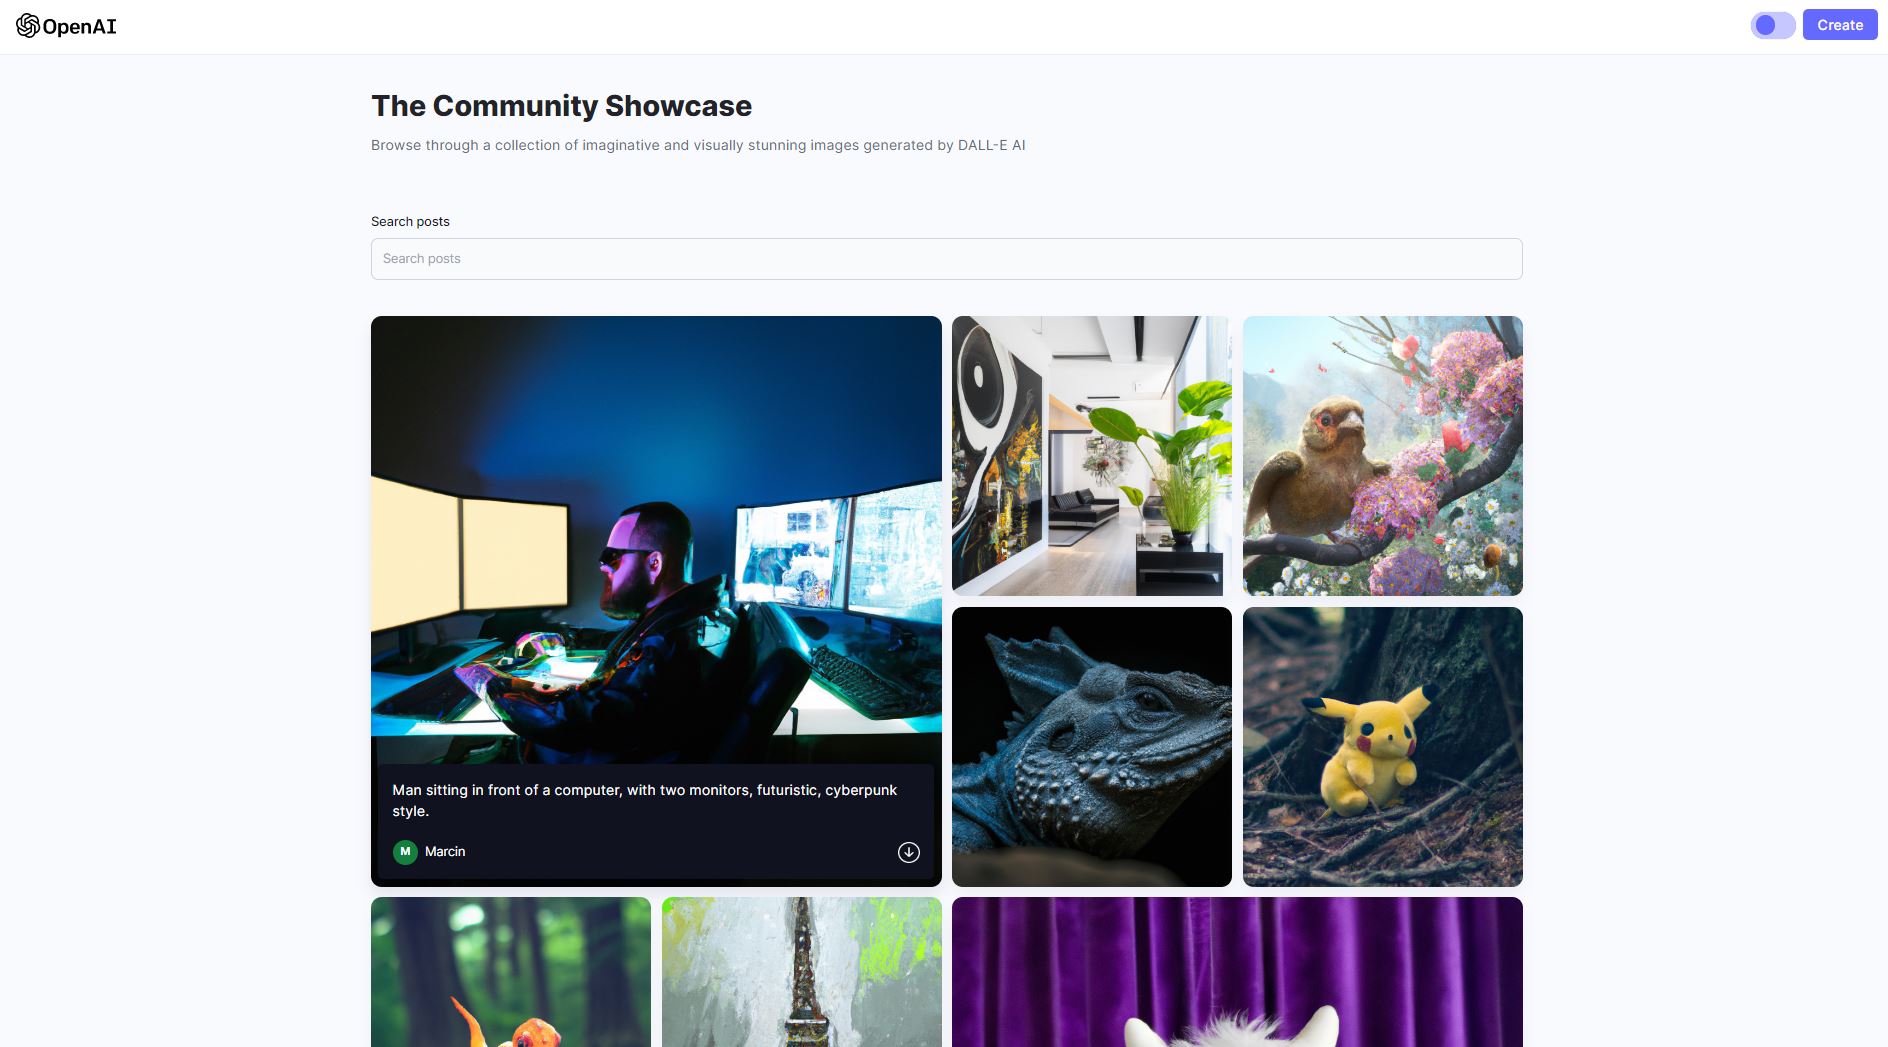 OpenAI
Create
The Community Showcase
Browse through a collection of imaginative and visually stunning images generated by DALL-E AI
Search posts
Search posts
Man sitting in front of a computer, with two monitors, futuristic, cyberpunk
style.
M Marcin